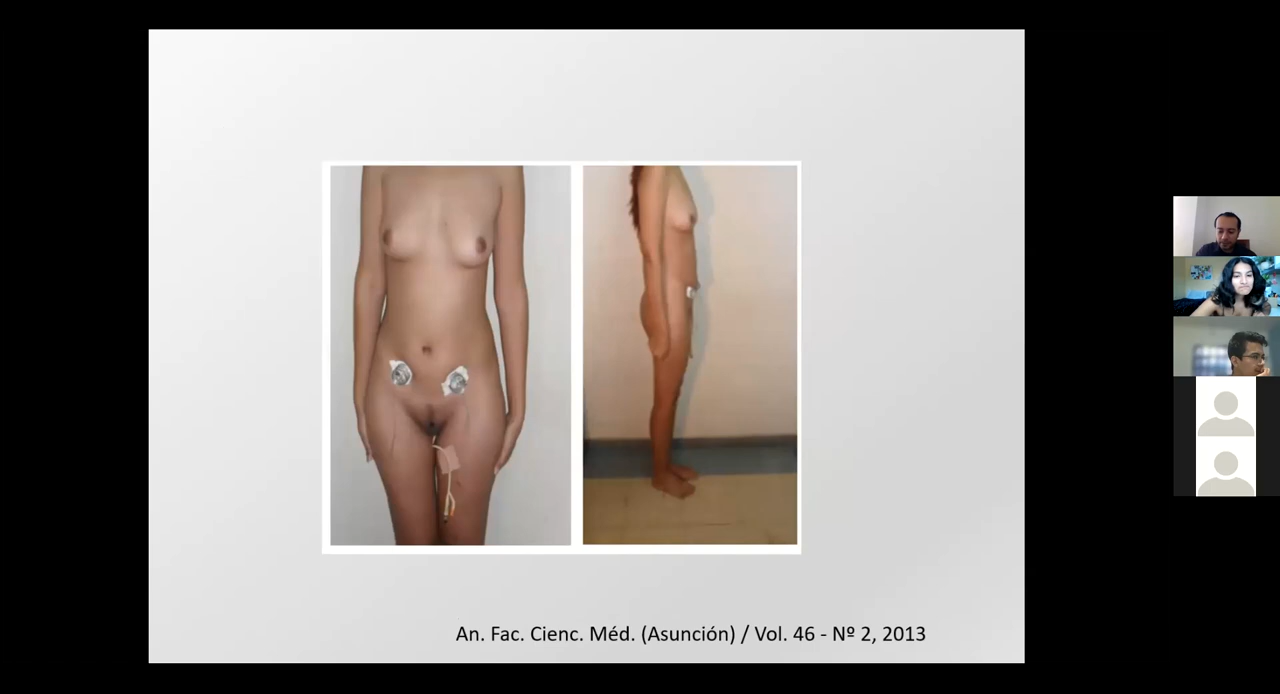 An. Fac. Cienc. Méd. (Asunción) / Vol. 46 - Nº 2, 2013